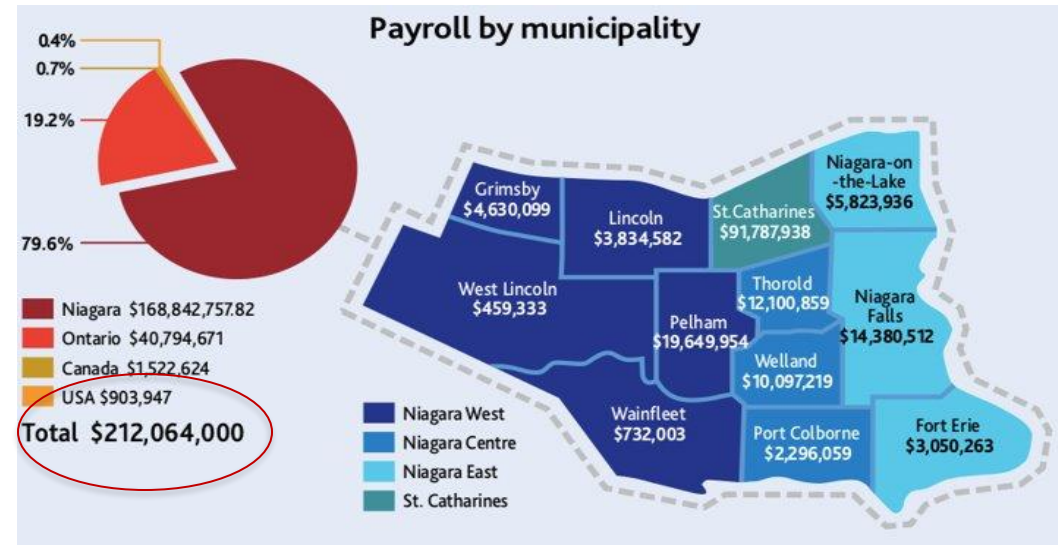 Payroll by municipality
0.4%
0.7%
19.2%
79.6%
Niagara $168,842,757.82
Ontario $40,794,671
Canada $1,522,624
USA $903,947
Total $212,064,000
Grimsby
$4,630,099
Lincoln
$3,834,582
St.Catharines
$91,787,938
Niagara-on
-the-Lake
$5,823,936
West Lincoln
$459,333
Pelham
$19,649,954
Thorold
$12,100,859
Niagara
Falls
$14,380,512
Welland
$10,097,219
Wainfleet
$732,003
Port Colborne
$2,296,059
Fort Erie
$3,050,263
Niagara West
Niagara Centre
Niagara East
St. Catharines